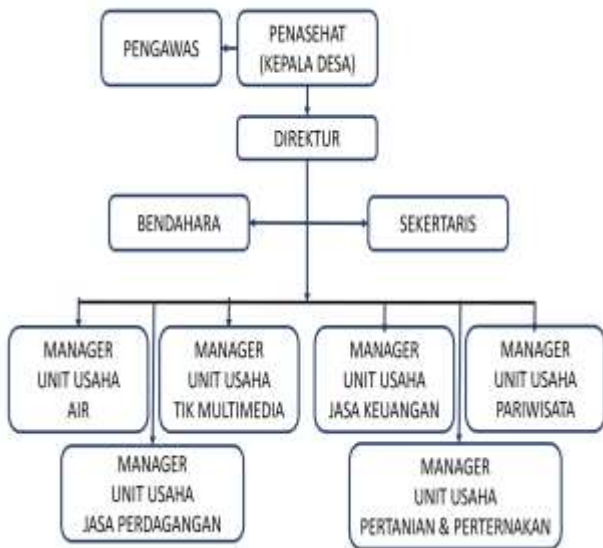 PENGAWAS
PENASEHAT
(KEPALA DESA)
DIREKTUR
BENDAHARA
SEKERTARIS
MANAGER
UNIT USAHA
AIR
MANAGER
UNIT USAHA
TIK MULTIMEDIA
MANAGER
UNIT USAHA
JASA KEUANGAN
MANAGER
UNIT USAHA
PARIWISATA
MANAGER
UNIT USAHA
JASA PERDAGANGAN
MANAGER
UNIT USAHA
PERTANIAN & PERTERNAKAN